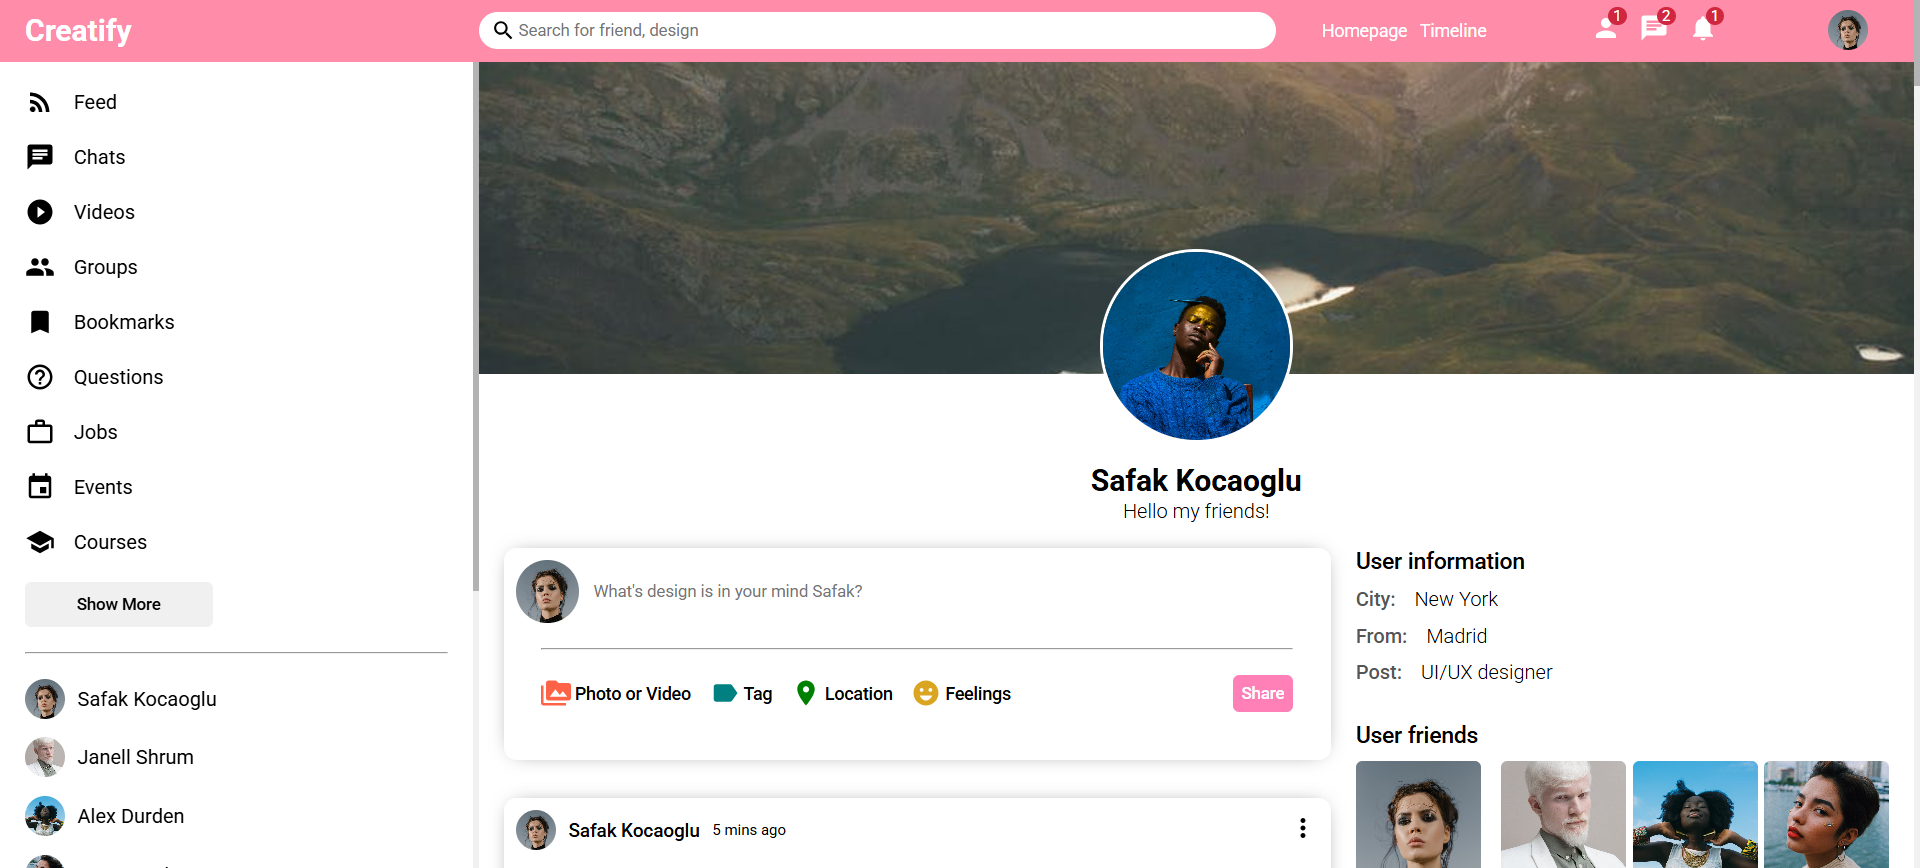 Creatify
Search for friend, design
Homepage Timeline
1
2
1
Feed
Chats
Videos
Groups
Bookmarks
Questions
Jobs
Events
Courses
Show More
Safak Kocaoglu
Janell Shrum
Alex Durden
Safak Kocaoglu
Hello my friends!
What's design is in your mind Safak?
Photo or Video
Tag
Location
Feelings
Share
Safak Kocaoglu 5 mins ago
User information
City: New York
From: Madrid
Post: UI/UX designer
User friends